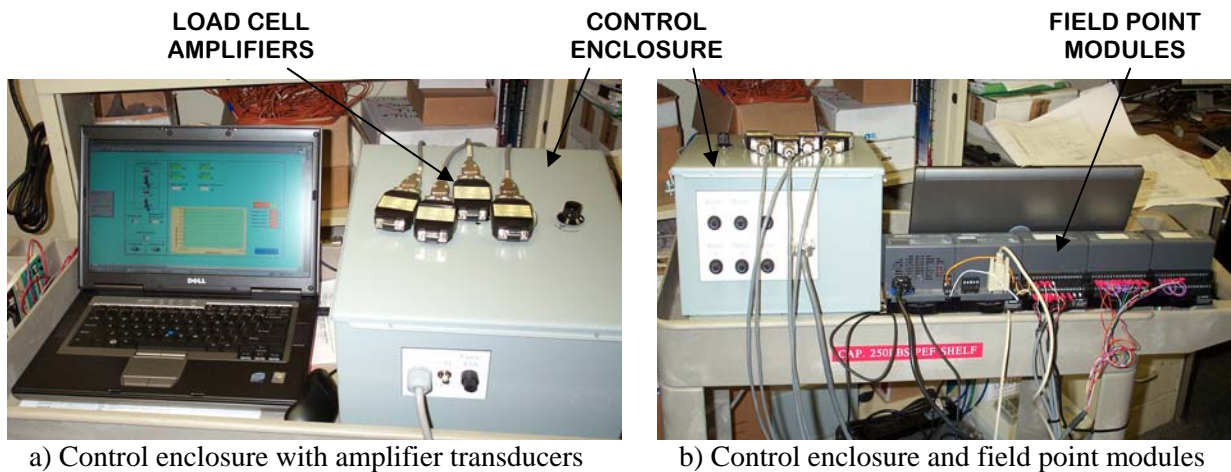 LOAD CELL
AMPLIFIERS
CONTROL
ENCLOSURE
FIELD POINT
MODULES
DELL
CAP. 250LBS PEF SHELF
a) Control enclosure with amplifier transducers
b) Control enclosure and field point modules